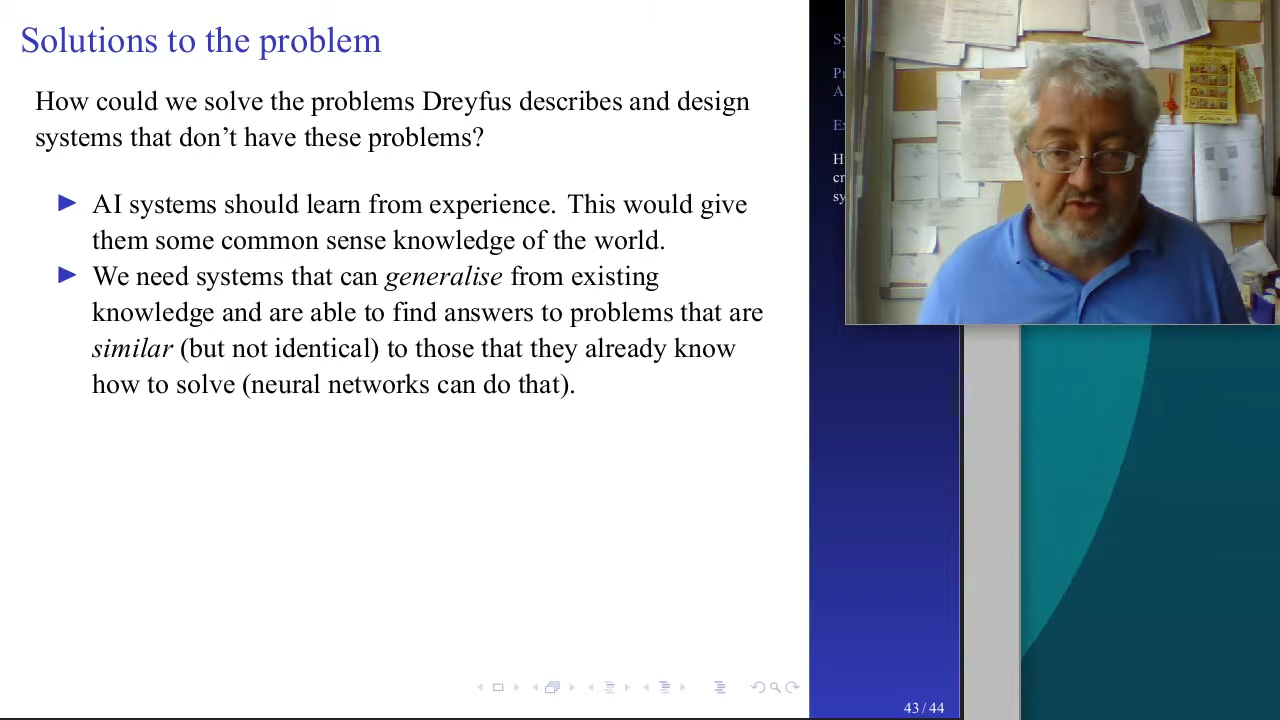 Solutions to the problem
How could we solve the problems Dreyfus describes and design
systems that don’t have these problems?
AI systems should learn from experience. This would give
them some common sense knowledge of the world.
We need systems that can generalise from existing
knowledge and are able to find answers to problems that are
similar (but not identical) to those that they already know
how to solve (neural networks can do that).
43 / 44